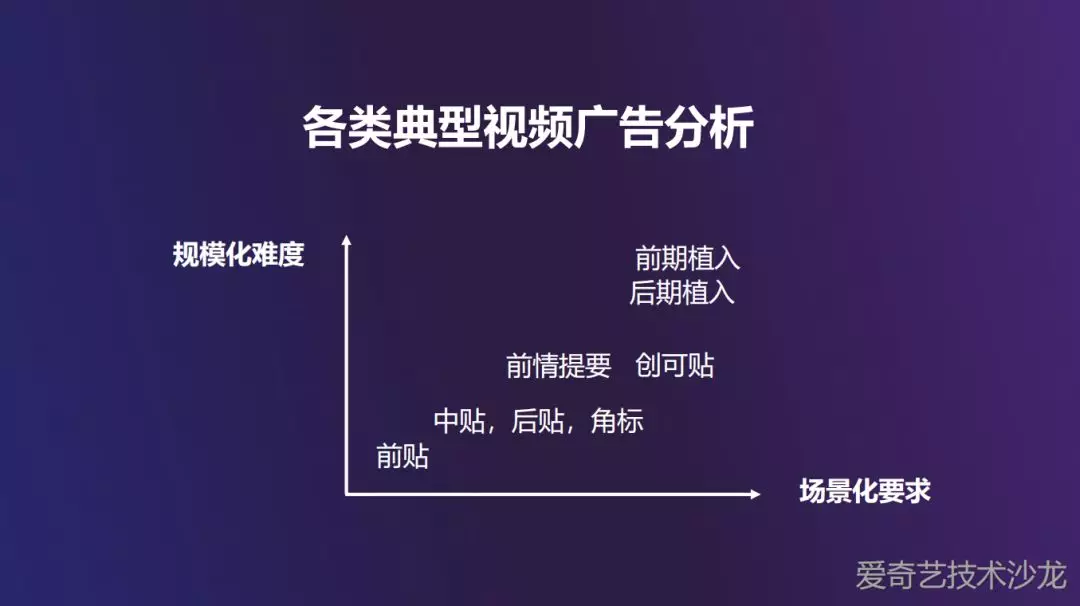 各类典型视频广告分析
规模化难度
前期植入
后期植入
前情提要 创可贴
中贴，后贴，角标
前贴
场景化要求
爱奇艺技术沙龙